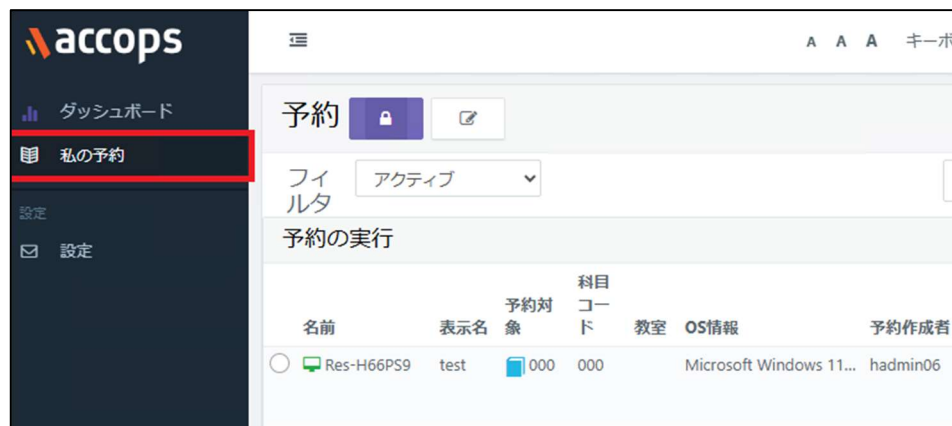 accops
A A A キーボ
ダッシュボード
私の予約
設定
設定
予約
フィ
ルタ
アクティブ
予約の実行
名前 表示名 予約対象 科目コード 教室 OS情報 予約作成者
Res-H66PS9 test 000 000 Microsoft Windows 11... hadmin06